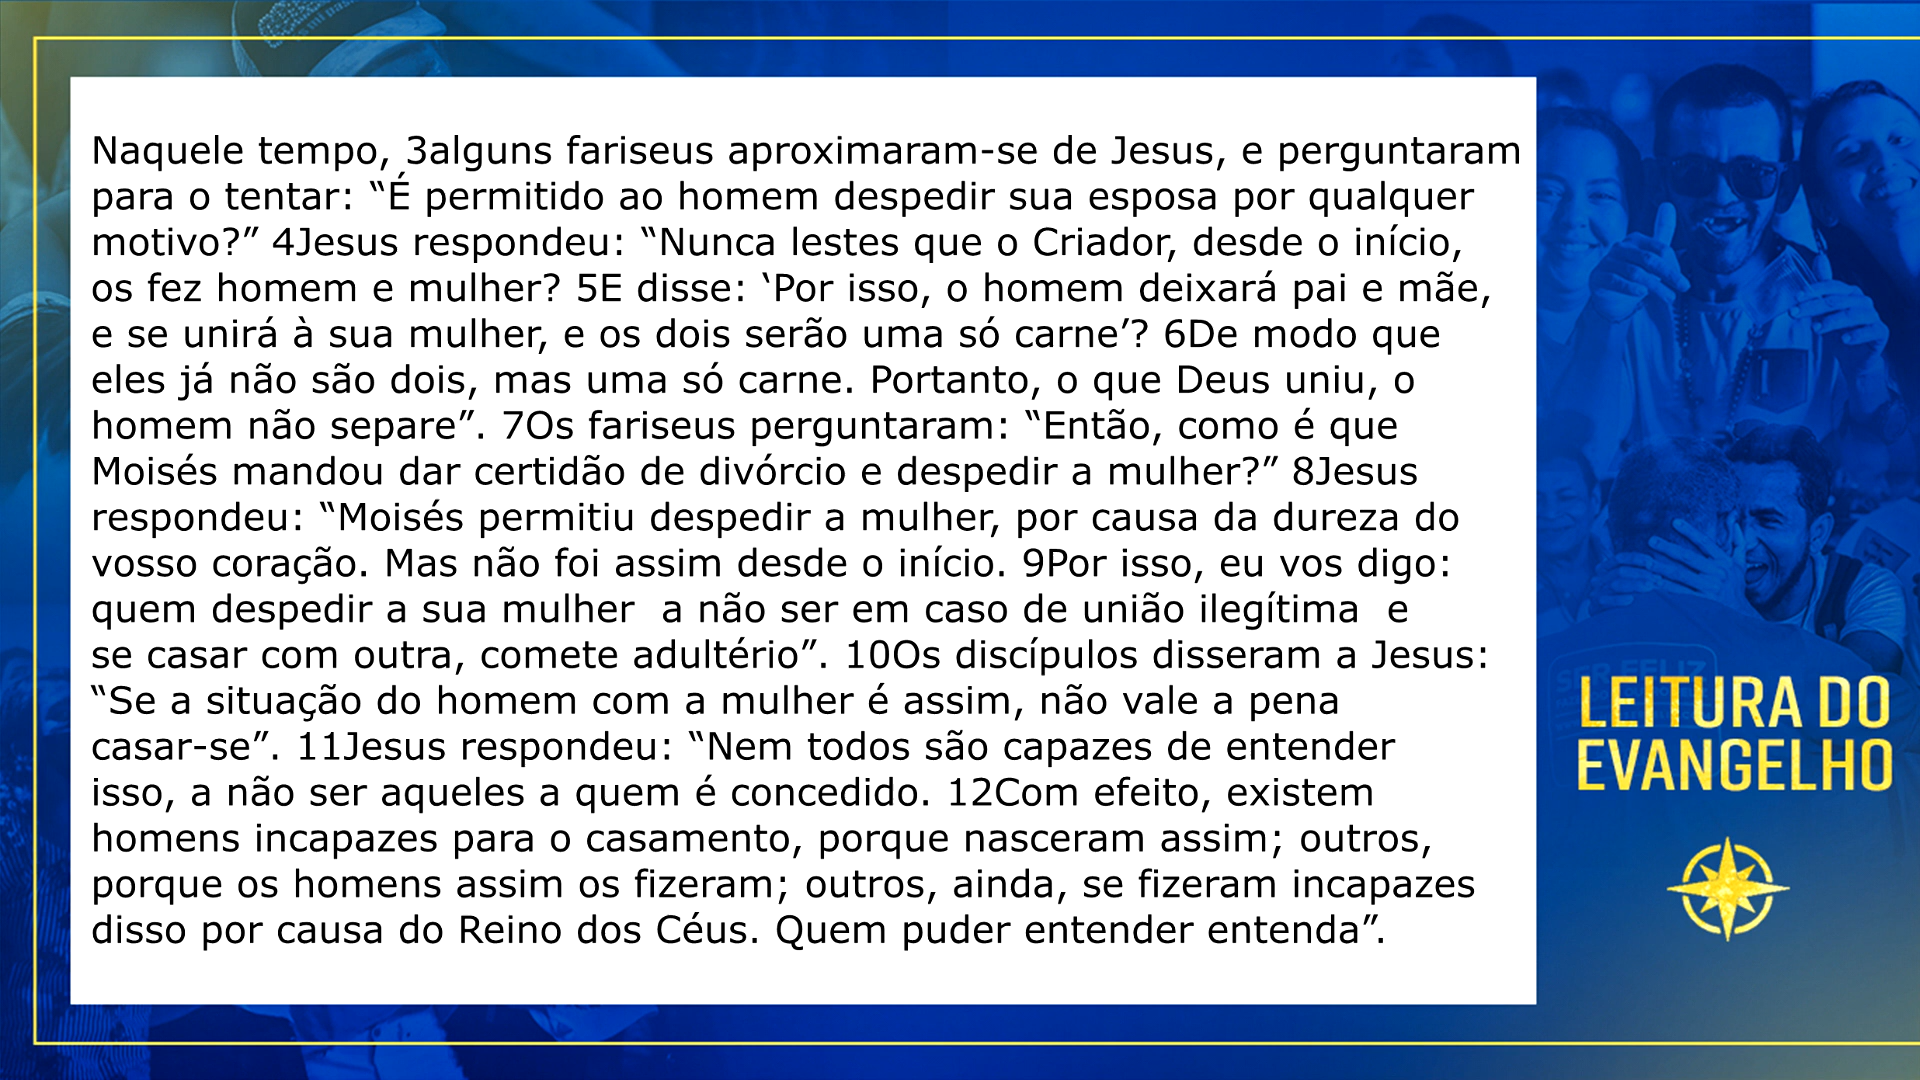 Naquele tempo, 3alguns fariseus aproximaram-se de Jesus, e perguntaram
para o tentar: “É permitido ao homem despedir sua esposa por qualquer
motivo?” 4Jesus respondeu: “Nunca lestes que o Criador, desde o início,
os fez homem e mulher? 5E disse: ‘Por isso, o homem deixará pai e mãe,
e se unirá à sua mulher, e os dois serão uma só carne’? 6De modo que
eles já não são dois, mas uma só carne. Portanto, o que Deus uniu, o
homem não separe”. 7Os fariseus perguntaram: “Então, como é que
Moisés mandou dar certidão de divórcio e despedir a mulher?” 8Jesus
respondeu: “Moisés permitiu despedir a mulher, por causa da dureza do
vosso coração. Mas não foi assim desde o início. 9Por isso, eu vos digo:
quem despedir a sua mulher  a não ser em caso de união ilegítima  e
se casar com outra, comete adultério”. 10Os discípulos disseram a Jesus:
“Se a situação do homem com a mulher é assim, não vale a pena
casar-se”. 11Jesus respondeu: “Nem todos são capazes de entender
isso, a não ser aqueles a quem é concedido. 12Com efeito, existem
homens incapazes para o casamento, porque nasceram assim; outros,
porque os homens assim os fizeram; outros, ainda, se fizeram incapazes
disso por causa do Reino dos Céus. Quem puder entender entenda”.
SER FELIZ
LEITURA DO
EVANGELHO